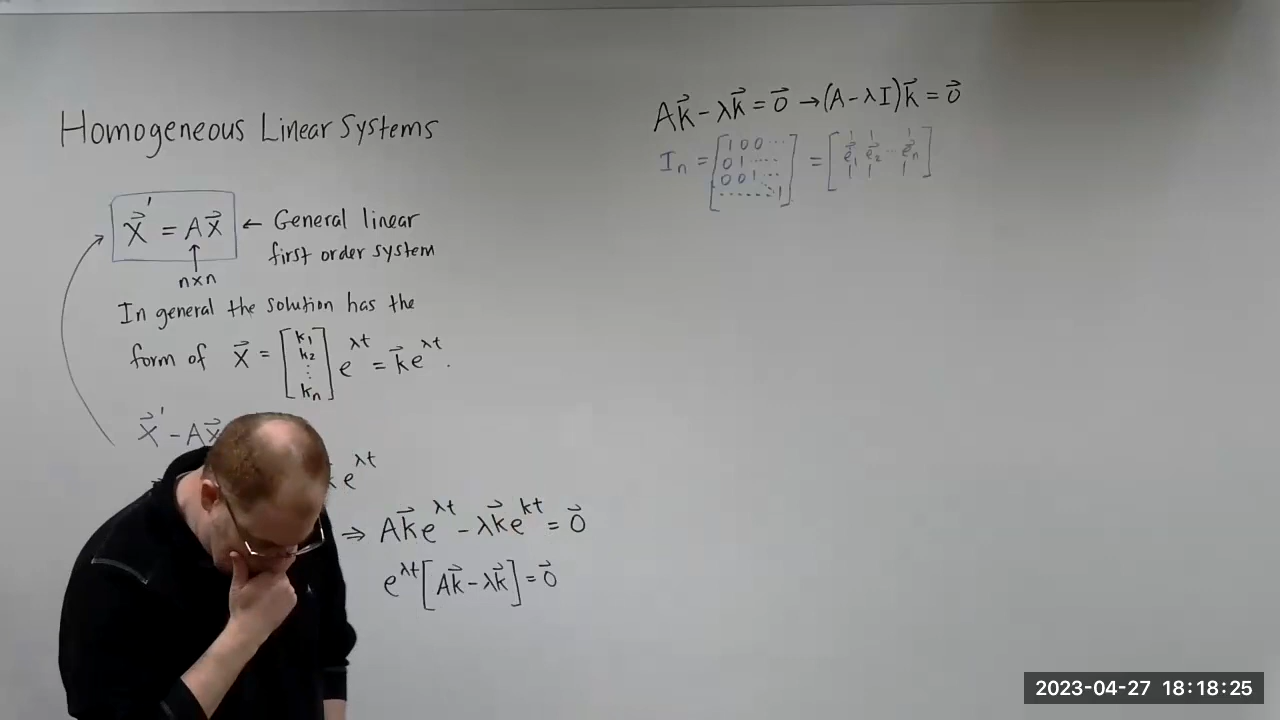 Homogeneous Linear Systems
X⃗' = AX⃗ ← General linear
first order system
↑
n×n
In general the solution has the
form of X⃗ = [k₁ k₂ ⋮ kₙ] e^λt = k⃗e^λt.
X⃗' - AX⃗
e^λt
⇒ Ak⃗e^λt - λk⃗e^kt = 0⃗
e^λt[Ak⃗ - λk⃗] = 0⃗
Ak⃗ - λk⃗ = 0⃗ → (A - λI)k⃗ = 0⃗
Iₙ = [1 0 0 ⋯ 0 1 ⋯ 0 0 1 ⋯ 1] = [e⃗₁ e⃗₂ ⋯ e⃗ₙ]
2023-04-27 18:18:25